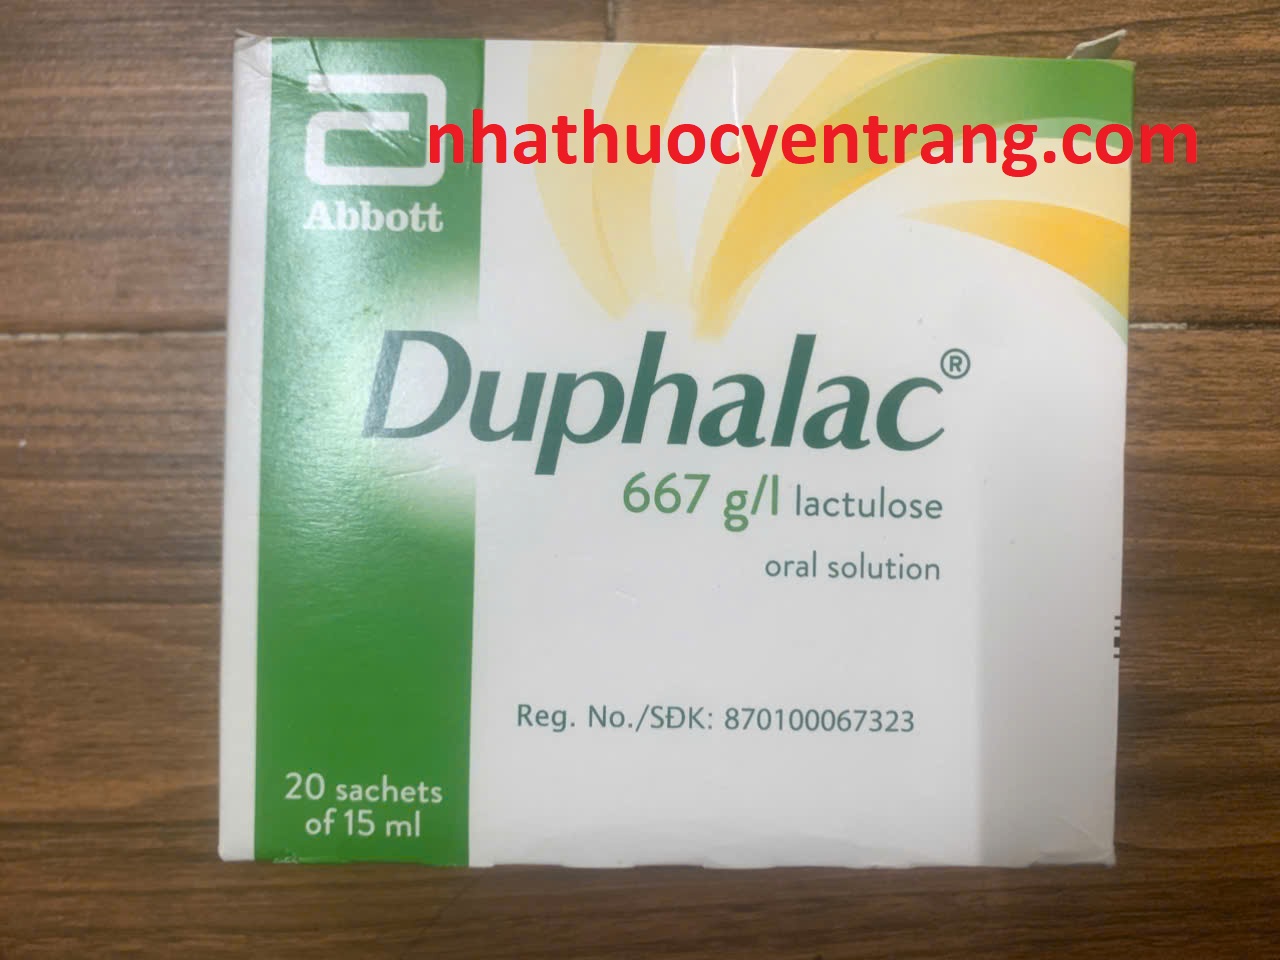 nhathuocyentrang.com
Abbott
Duphalac®
667 g/l lactulose
oral solution
Reg. No./SĐK: 870100067323
20 sachets
of 15 ml